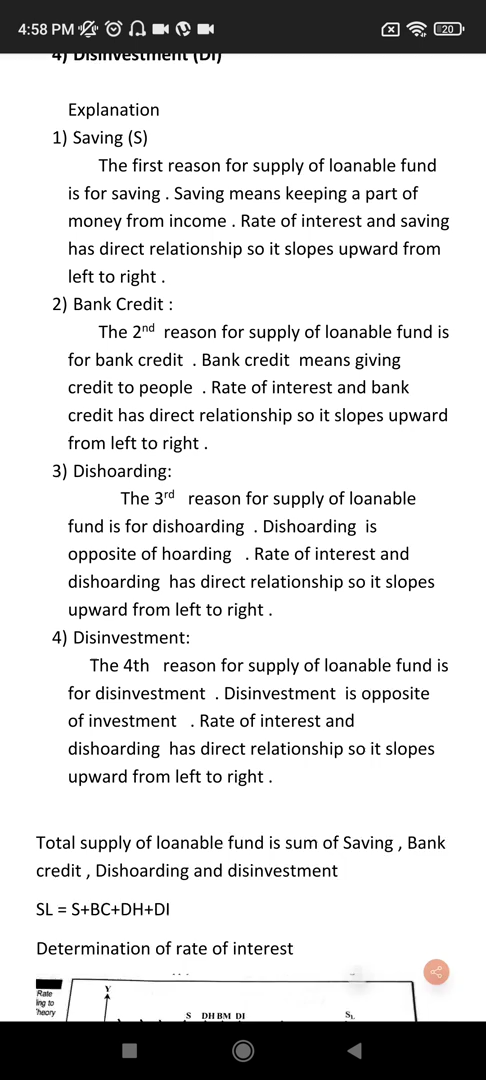 4:58 PM
20
4) Disinvestment (DI)
Explanation
1) Saving (S)
The first reason for supply of loanable fund
is for saving . Saving means keeping a part of
money from income . Rate of interest and saving
has direct relationship so it slopes upward from
left to right .
2) Bank Credit :
The 2nd reason for supply of loanable fund is
for bank credit . Bank credit means giving
credit to people . Rate of interest and bank
credit has direct relationship so it slopes upward
from left to right .
3) Dishoarding:
The 3rd reason for supply of loanable
fund is for dishoarding . Dishoarding is
opposite of hoarding . Rate of interest and
dishoarding has direct relationship so it slopes
upward from left to right .
4) Disinvestment:
The 4th reason for supply of loanable fund is
for disinvestment . Disinvestment is opposite
of investment . Rate of interest and
dishoarding has direct relationship so it slopes
upward from left to right .
Total supply of loanable fund is sum of Saving , Bank
credit , Dishoarding and disinvestment
SL = S+BC+DH+DI
Determination of rate of interest
Rate
ing to
Theory
Y
S DH BM DI
SL